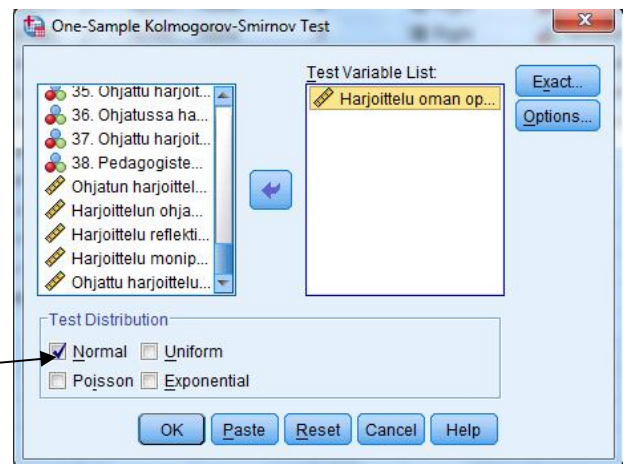 One-Sample Kolmogorov-Smirnov Test
35. Ohjattu harjoit...
36. Ohjatussa ha...
37. Ohjattu harjoit...
38. Pedagogiste...
Ohjatun harjoittel...
Harjoittelun ohja...
Harjoittelu reflekti...
Harjoittelu monip...
Ohjattu harjoittelu...
Test Variable List:
Harjoittelu oman op...
Exact...
Options...
Test Distribution
Normal Uniform
Poisson Exponential
OK Paste Reset Cancel Help